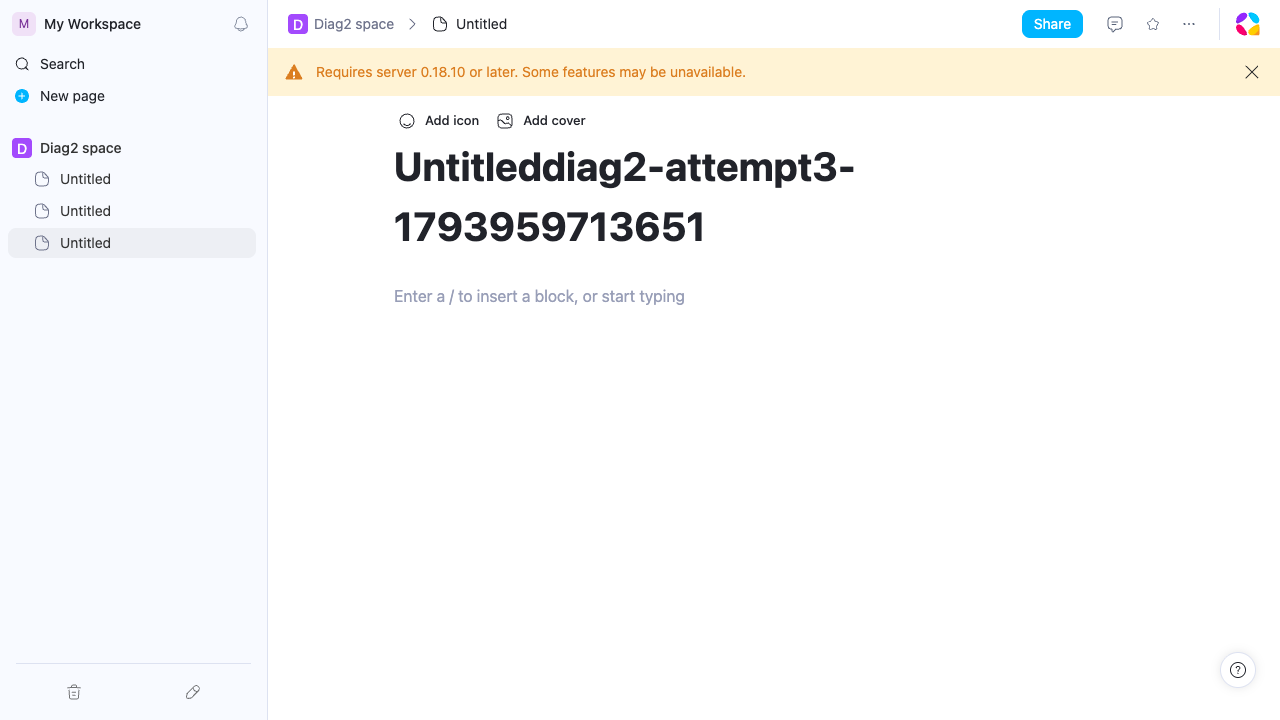 M My Workspace
Search
New page
D Diag2 space
Untitled
Untitled
Untitled
D Diag2 space Untitled
Share
Requires server 0.18.10 or later. Some features may be unavailable.
Add icon Add cover
Untitleddiag2-attempt3-
1793959713651
Enter a / to insert a block, or start typing
?